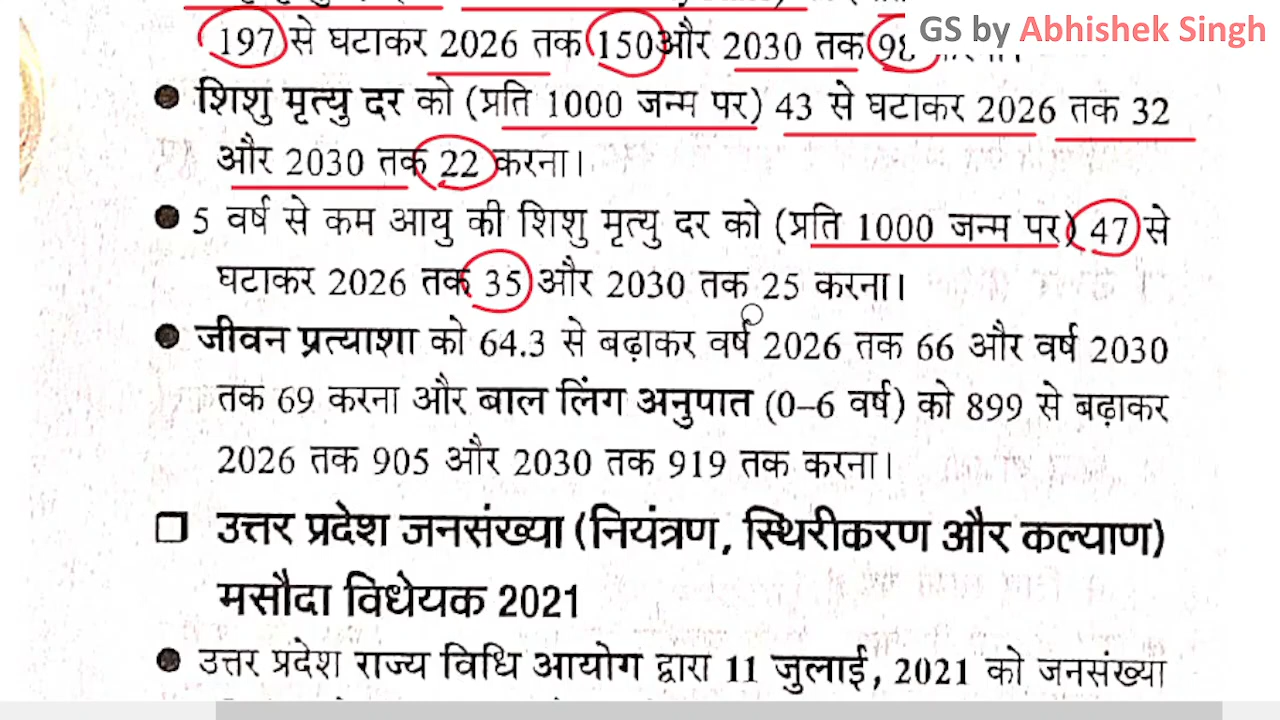 GS by Abhishek Singh
197 से घटाकर 2026 तक 150 और 2030 तक 98
● शिशु मृत्यु दर को (प्रति 1000 जन्म पर) 43 से घटाकर 2026 तक 32
और 2030 तक 22 करना।
● 5 वर्ष से कम आयु की शिशु मृत्यु दर को (प्रति 1000 जन्म पर) 47 से
घटाकर 2026 तक 35 और 2030 तक 25 करना।
● जीवन प्रत्याशा को 64.3 से बढ़ाकर वर्ष 2026 तक 66 और वर्ष 2030
तक 69 करना और बाल लिंग अनुपात (0–6 वर्ष) को 899 से बढ़ाकर
2026 तक 905 और 2030 तक 919 तक करना।
❒ उत्तर प्रदेश जनसंख्या (नियंत्रण, स्थिरीकरण और कल्याण)
मसौदा विधेयक 2021
● उत्तर प्रदेश राज्य विधि आयोग द्वारा 11 जुलाई, 2021 को जनसंख्या